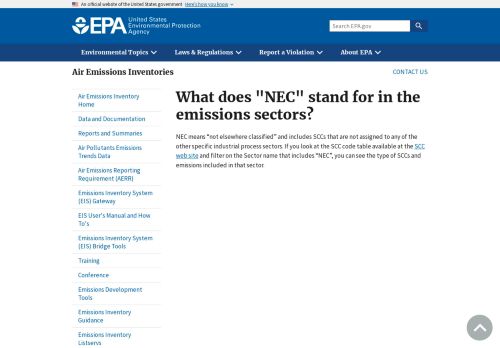 An official website of the United States government Here's how you know
EPA United States
Environmental Protection
Agency
Search EPA.gov
Environmental Topics
Laws & Regulations
Report a Violation
About EPA
Air Emissions Inventories
CONTACT US
Air Emissions Inventory
Home
Data and Documentation
Reports and Summaries
Air Pollutants Emissions
Trends Data
Air Emissions Reporting
Requirement (AERR)
Emissions Inventory System
(EIS) Gateway
EIS User's Manual and How
To's
Emissions Inventory System
(EIS) Bridge Tools
Training
Conference
Emissions Development
Tools
Emissions Inventory
Guidance
Emissions Inventory
Listservs
What does "NEC" stand for in the
emissions sectors?
NEC means "not elsewhere classified" and includes SCCs that are not assigned to any of the
other specific industrial process sectors. If you look at the SCC code table available at the SCC
web site and filter on the Sector name that includes "NEC", you can see the type of SCCs and
emissions included in that sector.